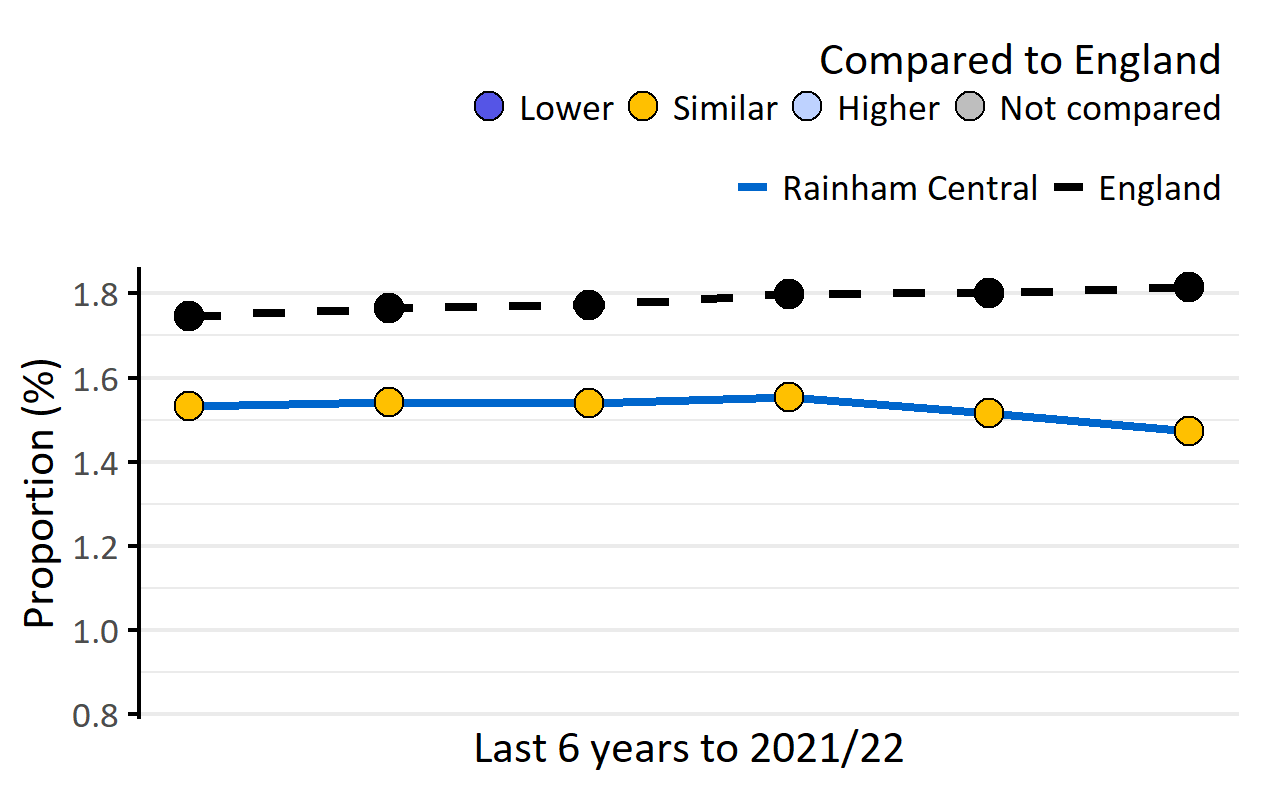 Compared to England
Lower Similar Higher Not compared
Rainham Central England
Proportion (%)
1.8
1.6
1.4
1.2
1.0
0.8
Last 6 years to 2021/22